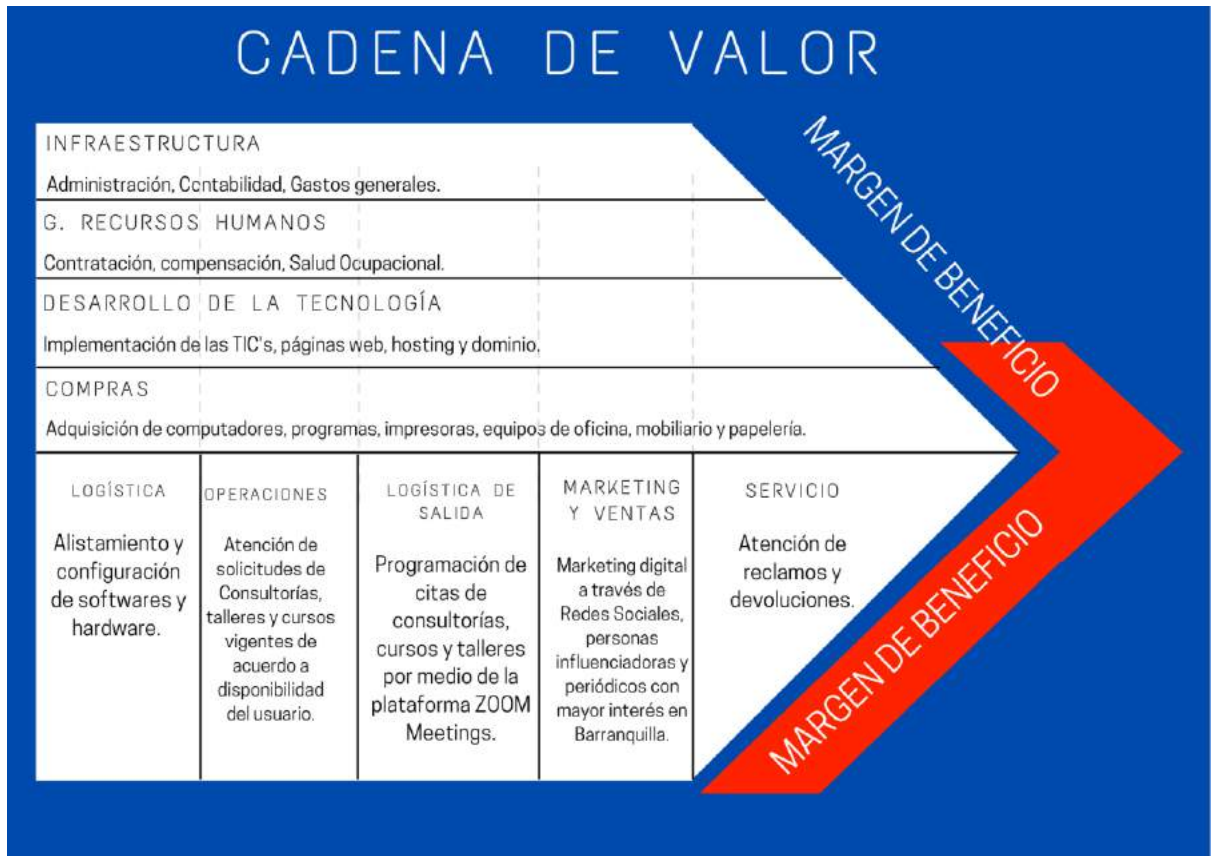 CADENA DE VALOR
INFRAESTRUCTURA
Administración, Contabilidad, Gastos generales.
G. RECURSOS HUMANOS
Contratación, compensación, Salud Ocupacional.
DESARROLLO DE LA TECNOLOGÍA
Implementación de las TIC's, páginas web, hosting y dominio.
COMPRAS
Adquisición de computadores, programas, impresoras, equipos de oficina, mobiliario y papelería.
LOGÍSTICA
Alistamiento y
configuración
de softwares y
hardware.
OPERACIONES
Atención de
solicitudes de
Consultorías,
talleres y cursos
vigentes de
acuerdo a
disponibilidad
del usuario.
LOGÍSTICA DE
SALIDA
Programación de
citas de
consultorías,
cursos y talleres
por medio de la
plataforma ZOOM
Meetings.
MARKETING
Y VENTAS
Marketing digital
a través de
Redes Sociales,
personas
influenciadoras y
periódicos con
mayor interés en
Barranquilla.
SERVICIO
Atención de
reclamos y
devoluciones.
MARGEN DE BENEFICIO
MARGEN DE BENEFICIO